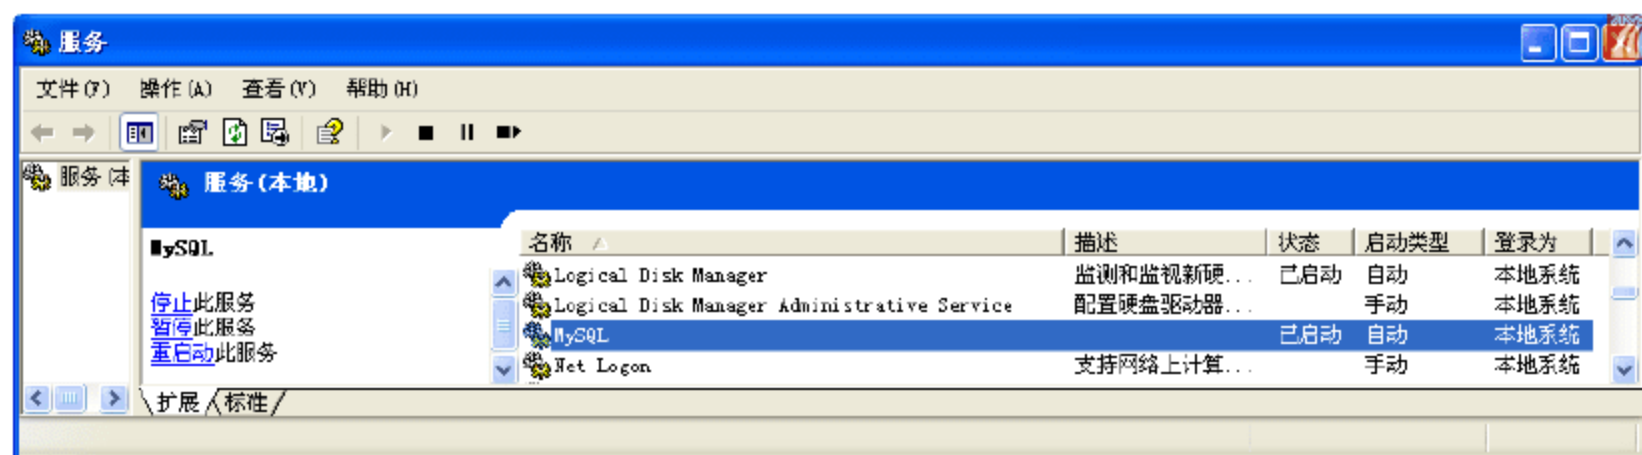 服务
文件(F) 操作(A) 查看(V) 帮助(H)
服务(本
服务(本地)
MySQL
停止此服务
暂停此服务
重启动此服务
名称 描述 状态 启动类型 登录为
Logical Disk Manager 监测和监视新硬... 已启动 自动 本地系统
Logical Disk Manager Administrative Service 配置硬盘驱动器... 手动 本地系统
MySQL 已启动 自动 本地系统
Net Logon 支持网络上计算... 手动 本地系统
扩展 标准